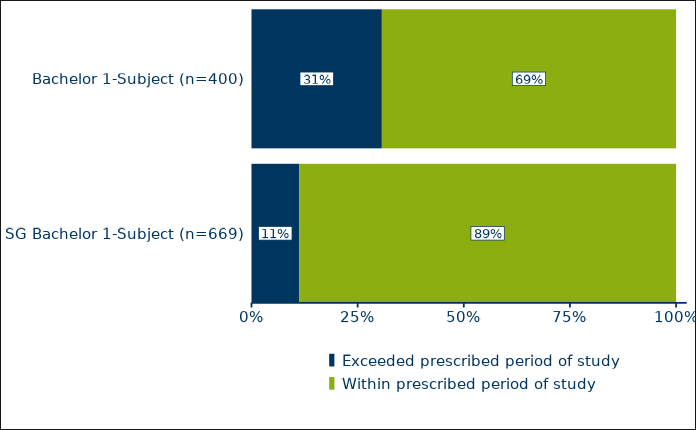 Bachelor 1-Subject (n=400)
31%
69%
SG Bachelor 1-Subject (n=669)
11%
89%
0%
25%
50%
75%
100%
Exceeded prescribed period of study
Within prescribed period of study